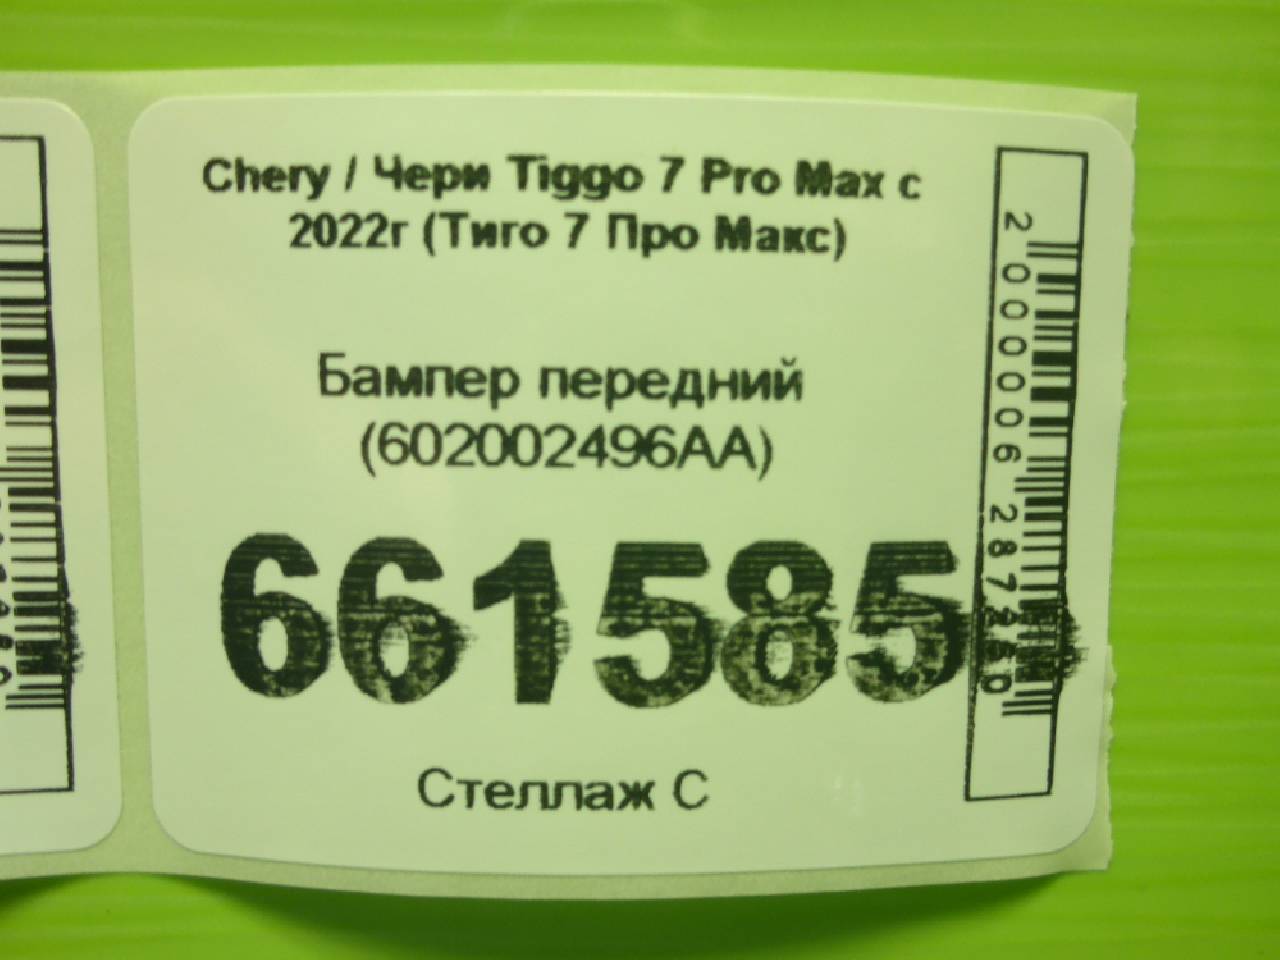 Chery / Чери Tiggo 7 Pro Max с
2022г (Тиго 7 Про Макс)
Бампер передний
(602002496AA)
661585
Стеллаж С